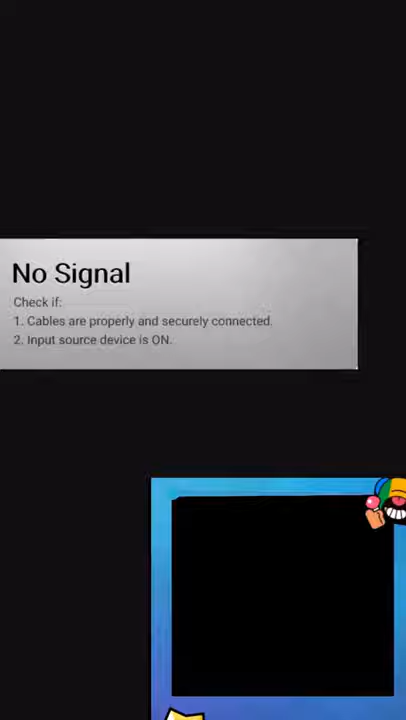 No Signal
Check if:
1. Cables are properly and securely connected.
2. Input source device is ON.